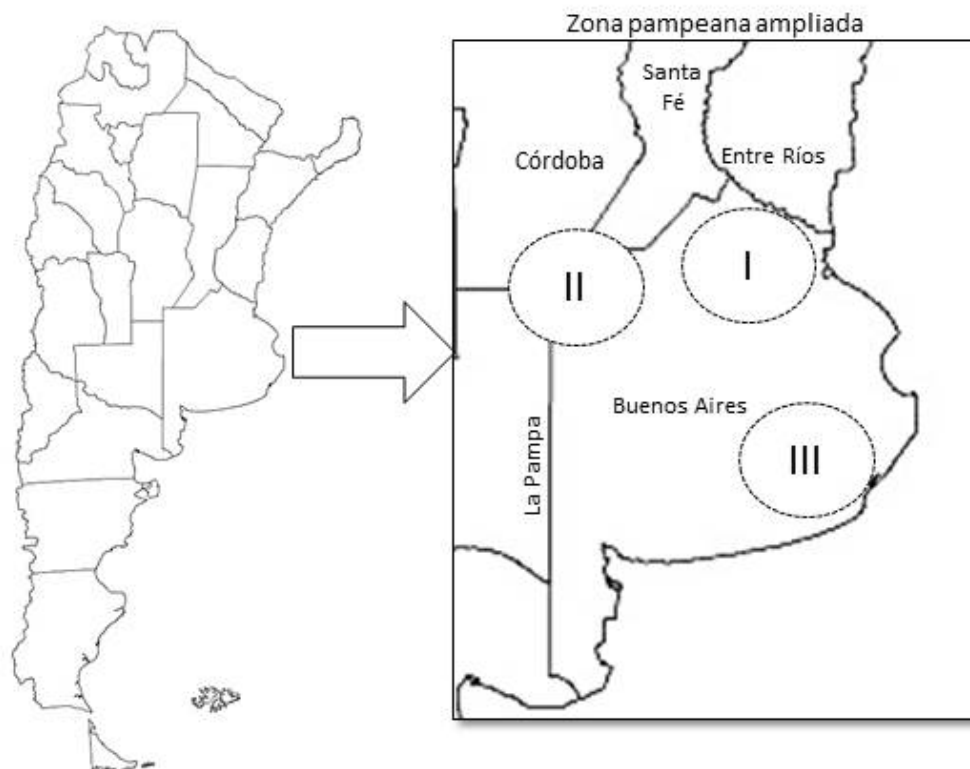 Zona pampeana ampliada
Santa
Fé
Córdoba
Entre Ríos
I
II
Buenos Aires
La Pampa
III